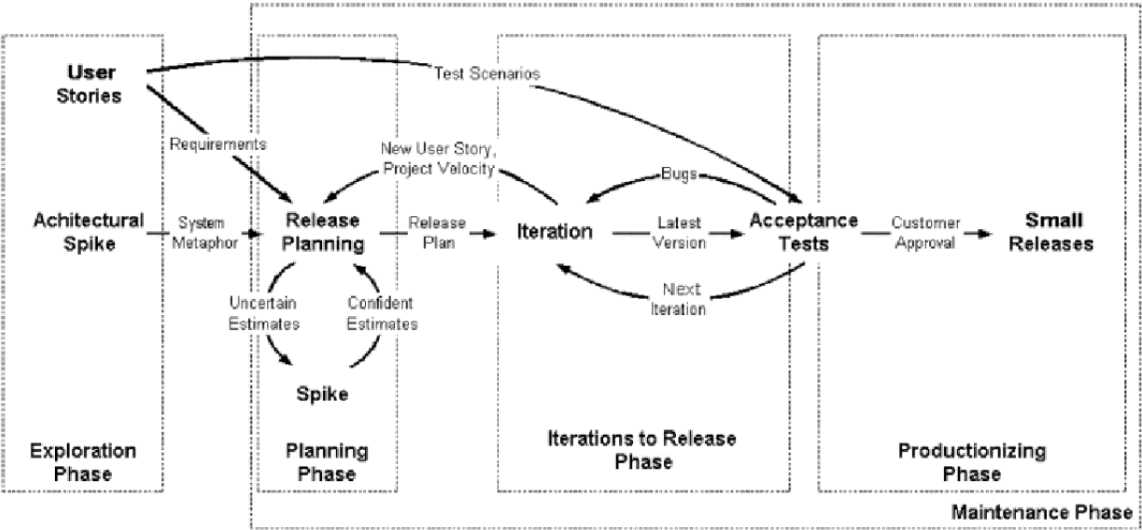 User
Stories
Test Scenarios
Requirements
New User Story,
Project Velocity
Bugs
Achitectural
Spike
System
Metaphor
Release
Planning
Release
Plan
Iteration
Latest
Version
Acceptance
Tests
Customer
Approval
Small
Releases
Uncertain
Estimates
Confident
Estimates
Next
Iteration
Spike
Exploration
Phase
Planning
Phase
Iterations to Release
Phase
Productionizing
Phase
Maintenance Phase